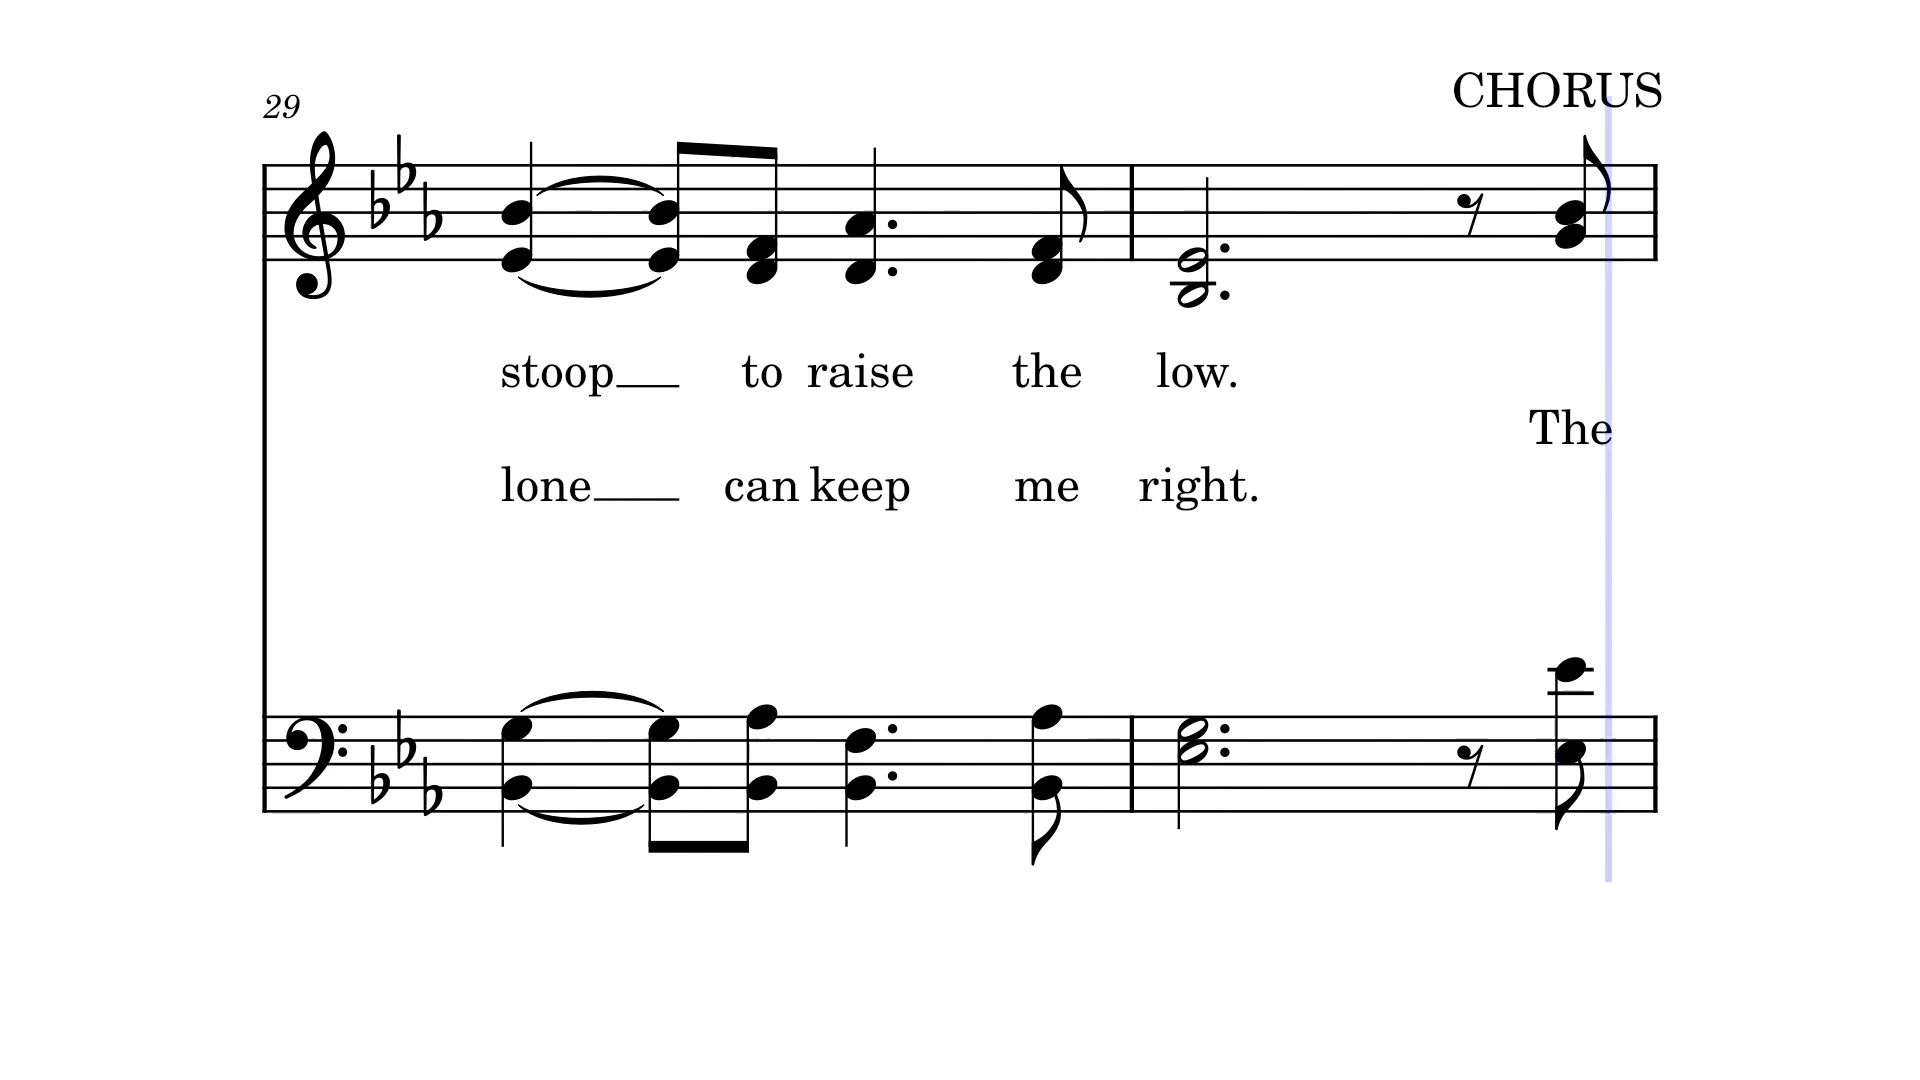 CHORUS
29
stoop to raise the low.
The
lone can keep me right.